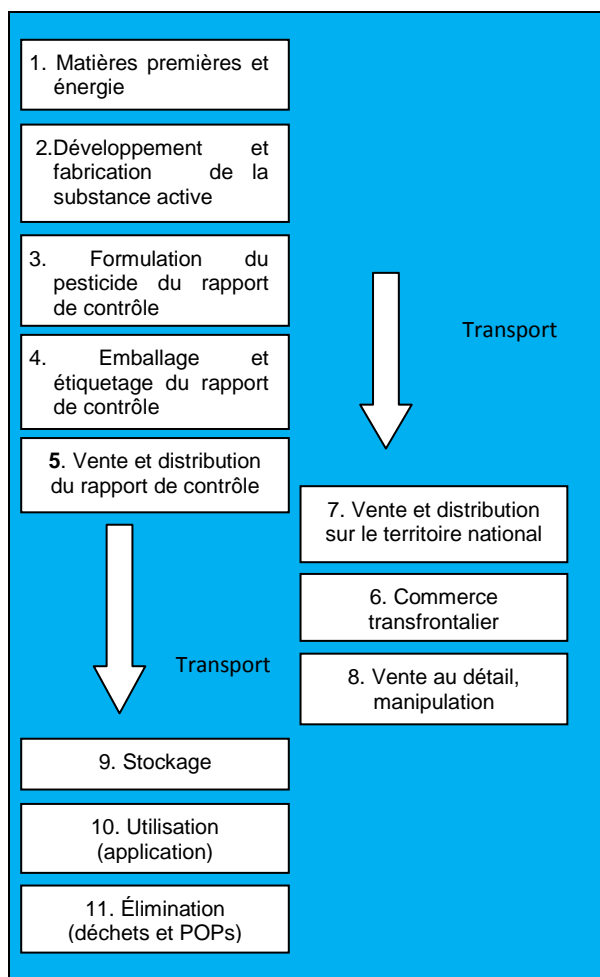 1. Matières premières et
énergie
2.Développement et
fabrication de la
substance active
3. Formulation du
pesticide du rapport
de contrôle
4. Emballage et
étiquetage du rapport
de contrôle
5. Vente et distribution
du rapport de contrôle
Transport
7. Vente et distribution
sur le territoire national
6. Commerce
transfrontalier
8. Vente au détail,
manipulation
Transport
9. Stockage
10. Utilisation
(application)
11. Élimination
(déchets et POPs)